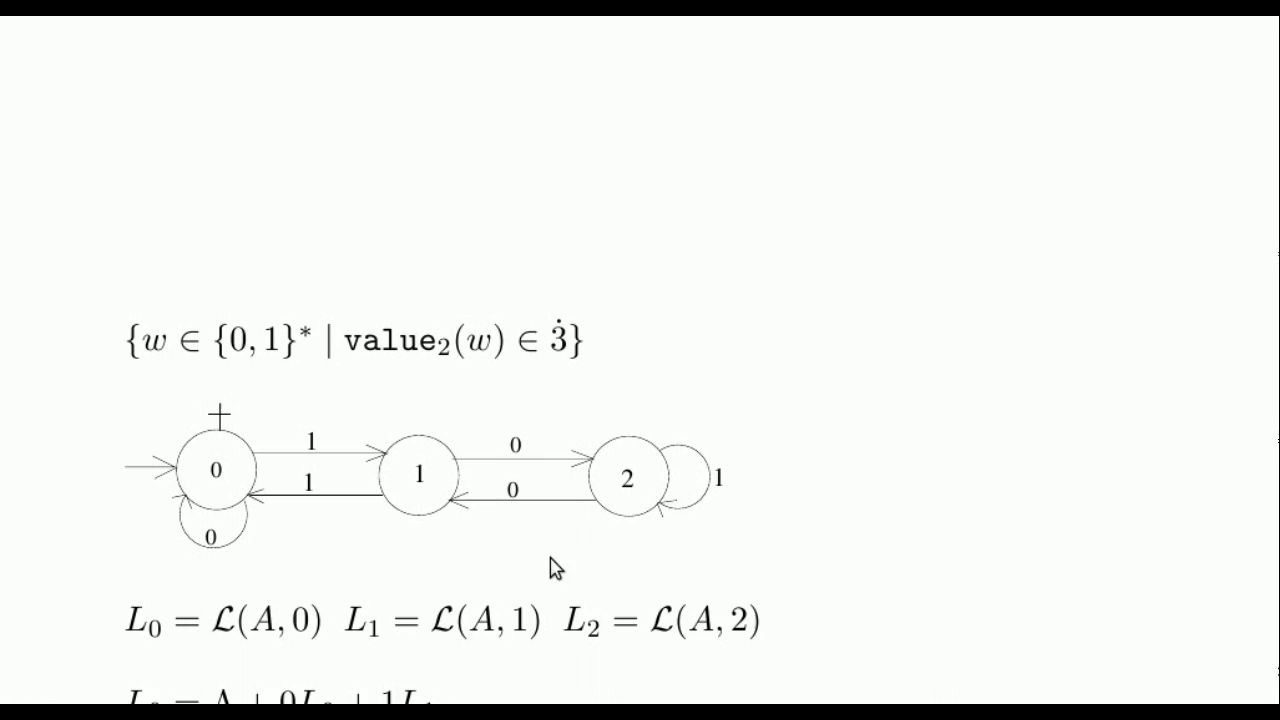 {w ∈ {0, 1}* | value₂(w) ∈ 3̇}
+
1 0
0 1 2 1
1 0
0
L₀ = ℒ(A, 0) L₁ = ℒ(A, 1) L₂ = ℒ(A, 2)